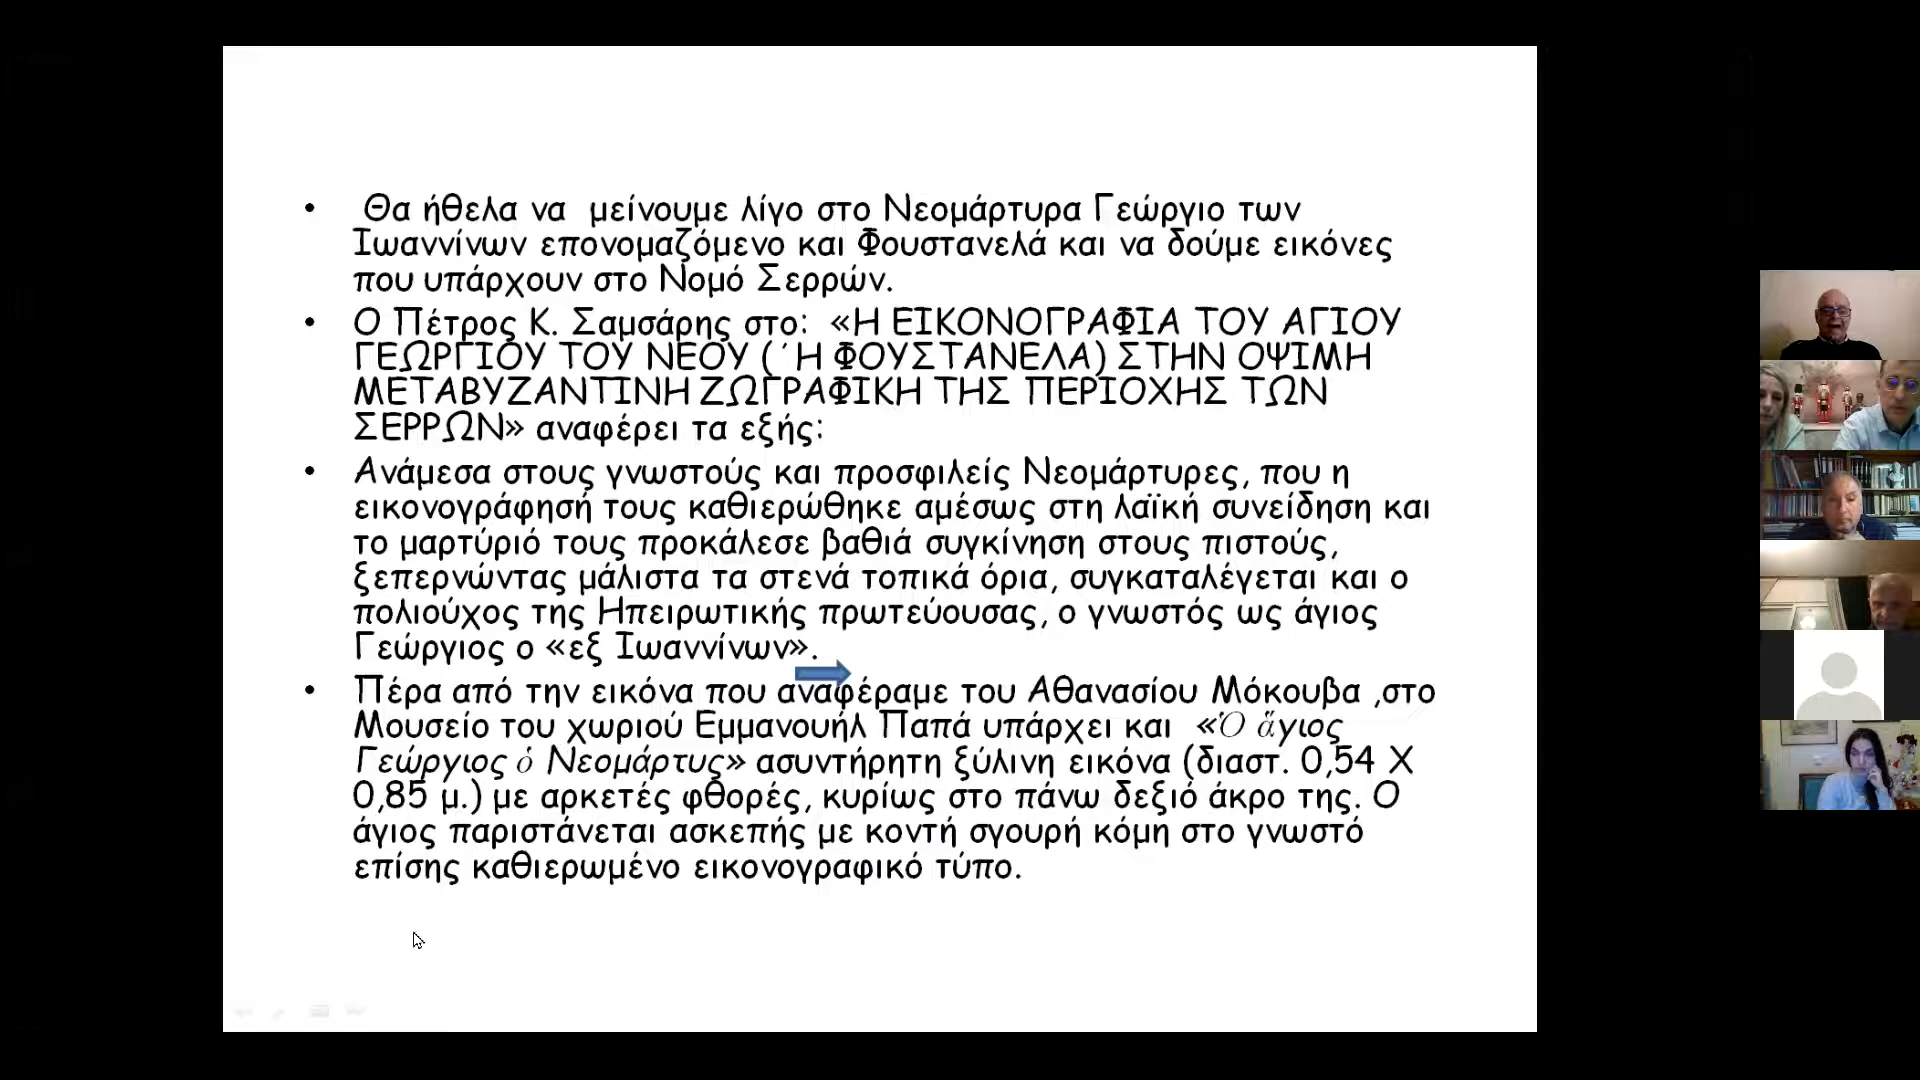 • Θα ήθελα να μείνουμε λίγο στο Νεομάρτυρα Γεώργιο των
Ιωαννίνων επονομαζόμενο και Φουστανελά και να δούμε εικόνες
που υπάρχουν στο Νομό Σερρών.
• Ο Πέτρος Κ. Σαμσάρης στο: «Η ΕΙΚΟΝΟΓΡΑΦΙΑ ΤΟΥ ΑΓΙΟΥ
ΓΕΩΡΓΙΟΥ ΤΟΥ ΝΕΟΥ (΄Η ΦΟΥΣΤΑΝΕΛΑ) ΣΤΗΝ ΟΨΙΜΗ
ΜΕΤΑΒΥΖΑΝΤΙΝΗ ΖΩΓΡΑΦΙΚΗ ΤΗΣ ΠΕΡΙΟΧΗΣ ΤΩΝ
ΣΕΡΡΩΝ» αναφέρει τα εξής:
• Ανάμεσα στους γνωστούς και προσφιλείς Νεομάρτυρες, που η
εικονογράφησή τους καθιερώθηκε αμέσως στη λαϊκή συνείδηση και
το μαρτύριό τους προκάλεσε βαθιά συγκίνηση στους πιστούς,
ξεπερνώντας μάλιστα τα στενά τοπικά όρια, συγκαταλέγεται και ο
πολιούχος της Ηπειρωτικής πρωτεύουσας, ο γνωστός ως άγιος
Γεώργιος ο «εξ Ιωαννίνων».
• Πέρα από την εικόνα που αναφέραμε του Αθανασίου Μόκουβα ,στο
Μουσείο του χωριού Εμμανουήλ Παπά υπάρχει και «Ὁ ἅγιος
Γεώργιος ὁ Νεομάρτυς» ασυντήρητη ξύλινη εικόνα (διαστ. 0,54 Χ
0,85 μ.) με αρκετές φθορές, κυρίως στο πάνω δεξιό άκρο της. Ο
άγιος παριστάνεται ασκεπής με κοντή σγουρή κόμη στο γνωστό
επίσης καθιερωμένο εικονογραφικό τύπο.